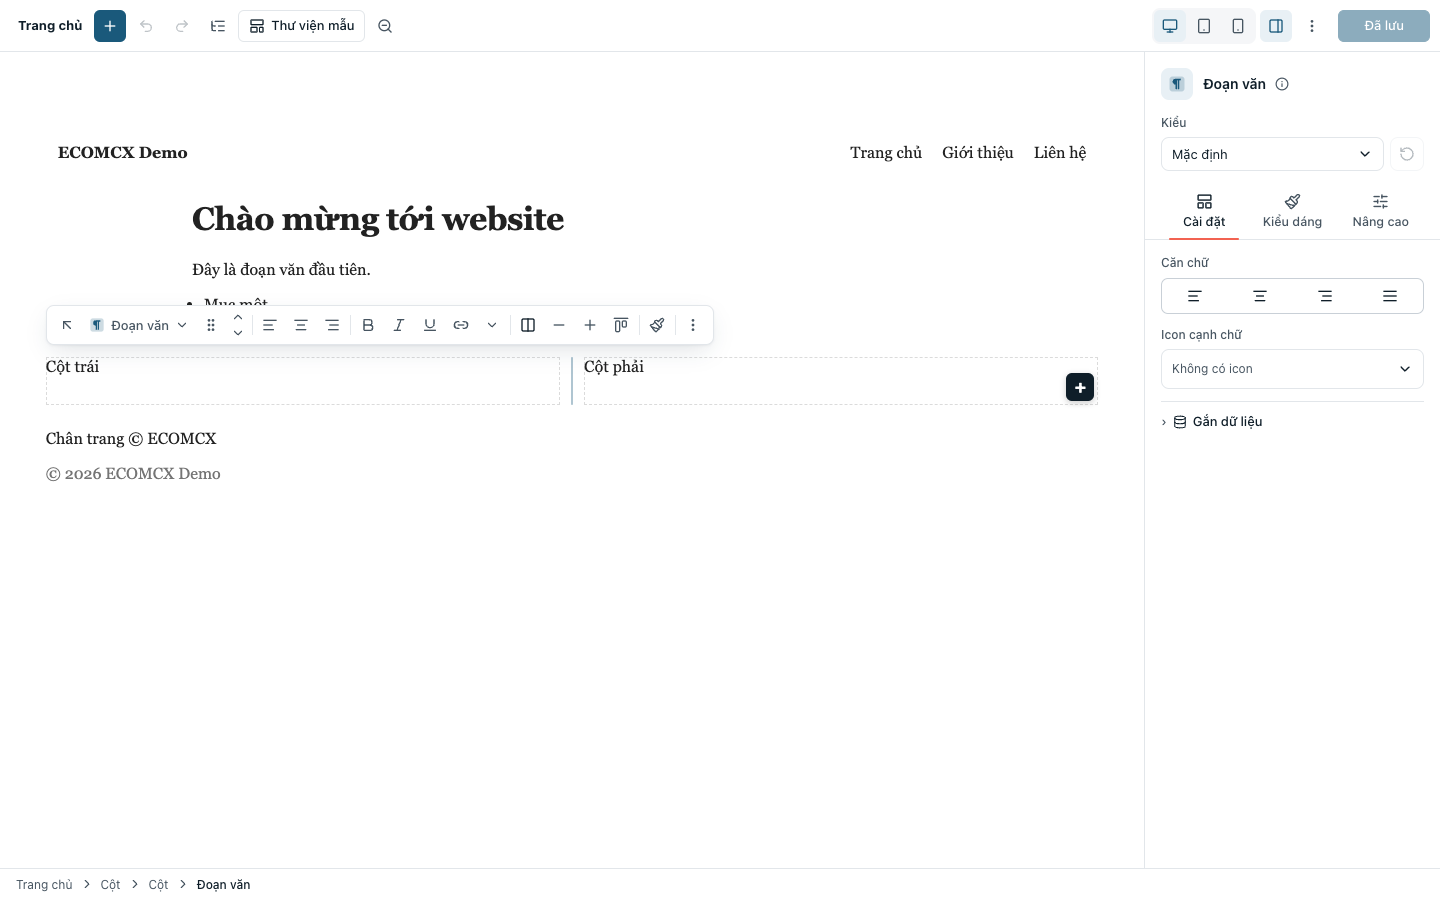 Trang chủ
Thư viện mẫu
Đã lưu
Đoạn văn
Kiểu
Mặc định
Cài đặt
Kiểu dáng
Nâng cao
Căn chữ
Icon cạnh chữ
Không có icon
Gắn dữ liệu
ECOMCX Demo
Trang chủ Giới thiệu Liên hệ
Chào mừng tới website
Đây là đoạn văn đầu tiên.
Mục một
Đoạn văn
Cột trái
Cột phải
Chân trang © ECOMCX
© 2026 ECOMCX Demo
Trang chủ > Cột > Cột > Đoạn văn